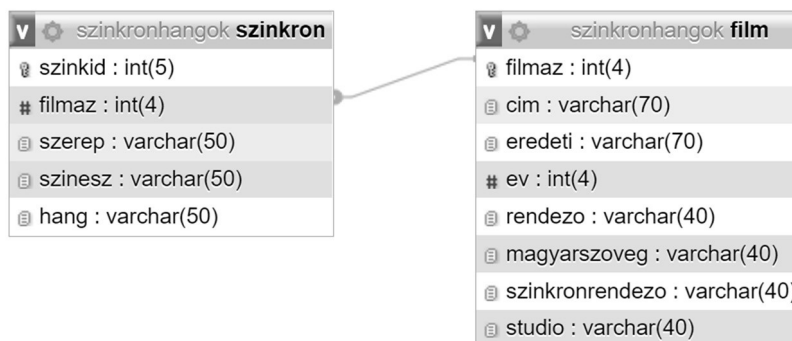 v szinkronhangok szinkron
szinkid : int(5)
# filmaz : int(4)
szerep : varchar(50)
szinesz : varchar(50)
hang : varchar(50)
v szinkronhangok film
filmaz : int(4)
cim : varchar(70)
eredeti : varchar(70)
# ev : int(4)
rendezo : varchar(40)
magyarszoveg : varchar(40)
szinkronrendezo : varchar(40)
studio : varchar(40)